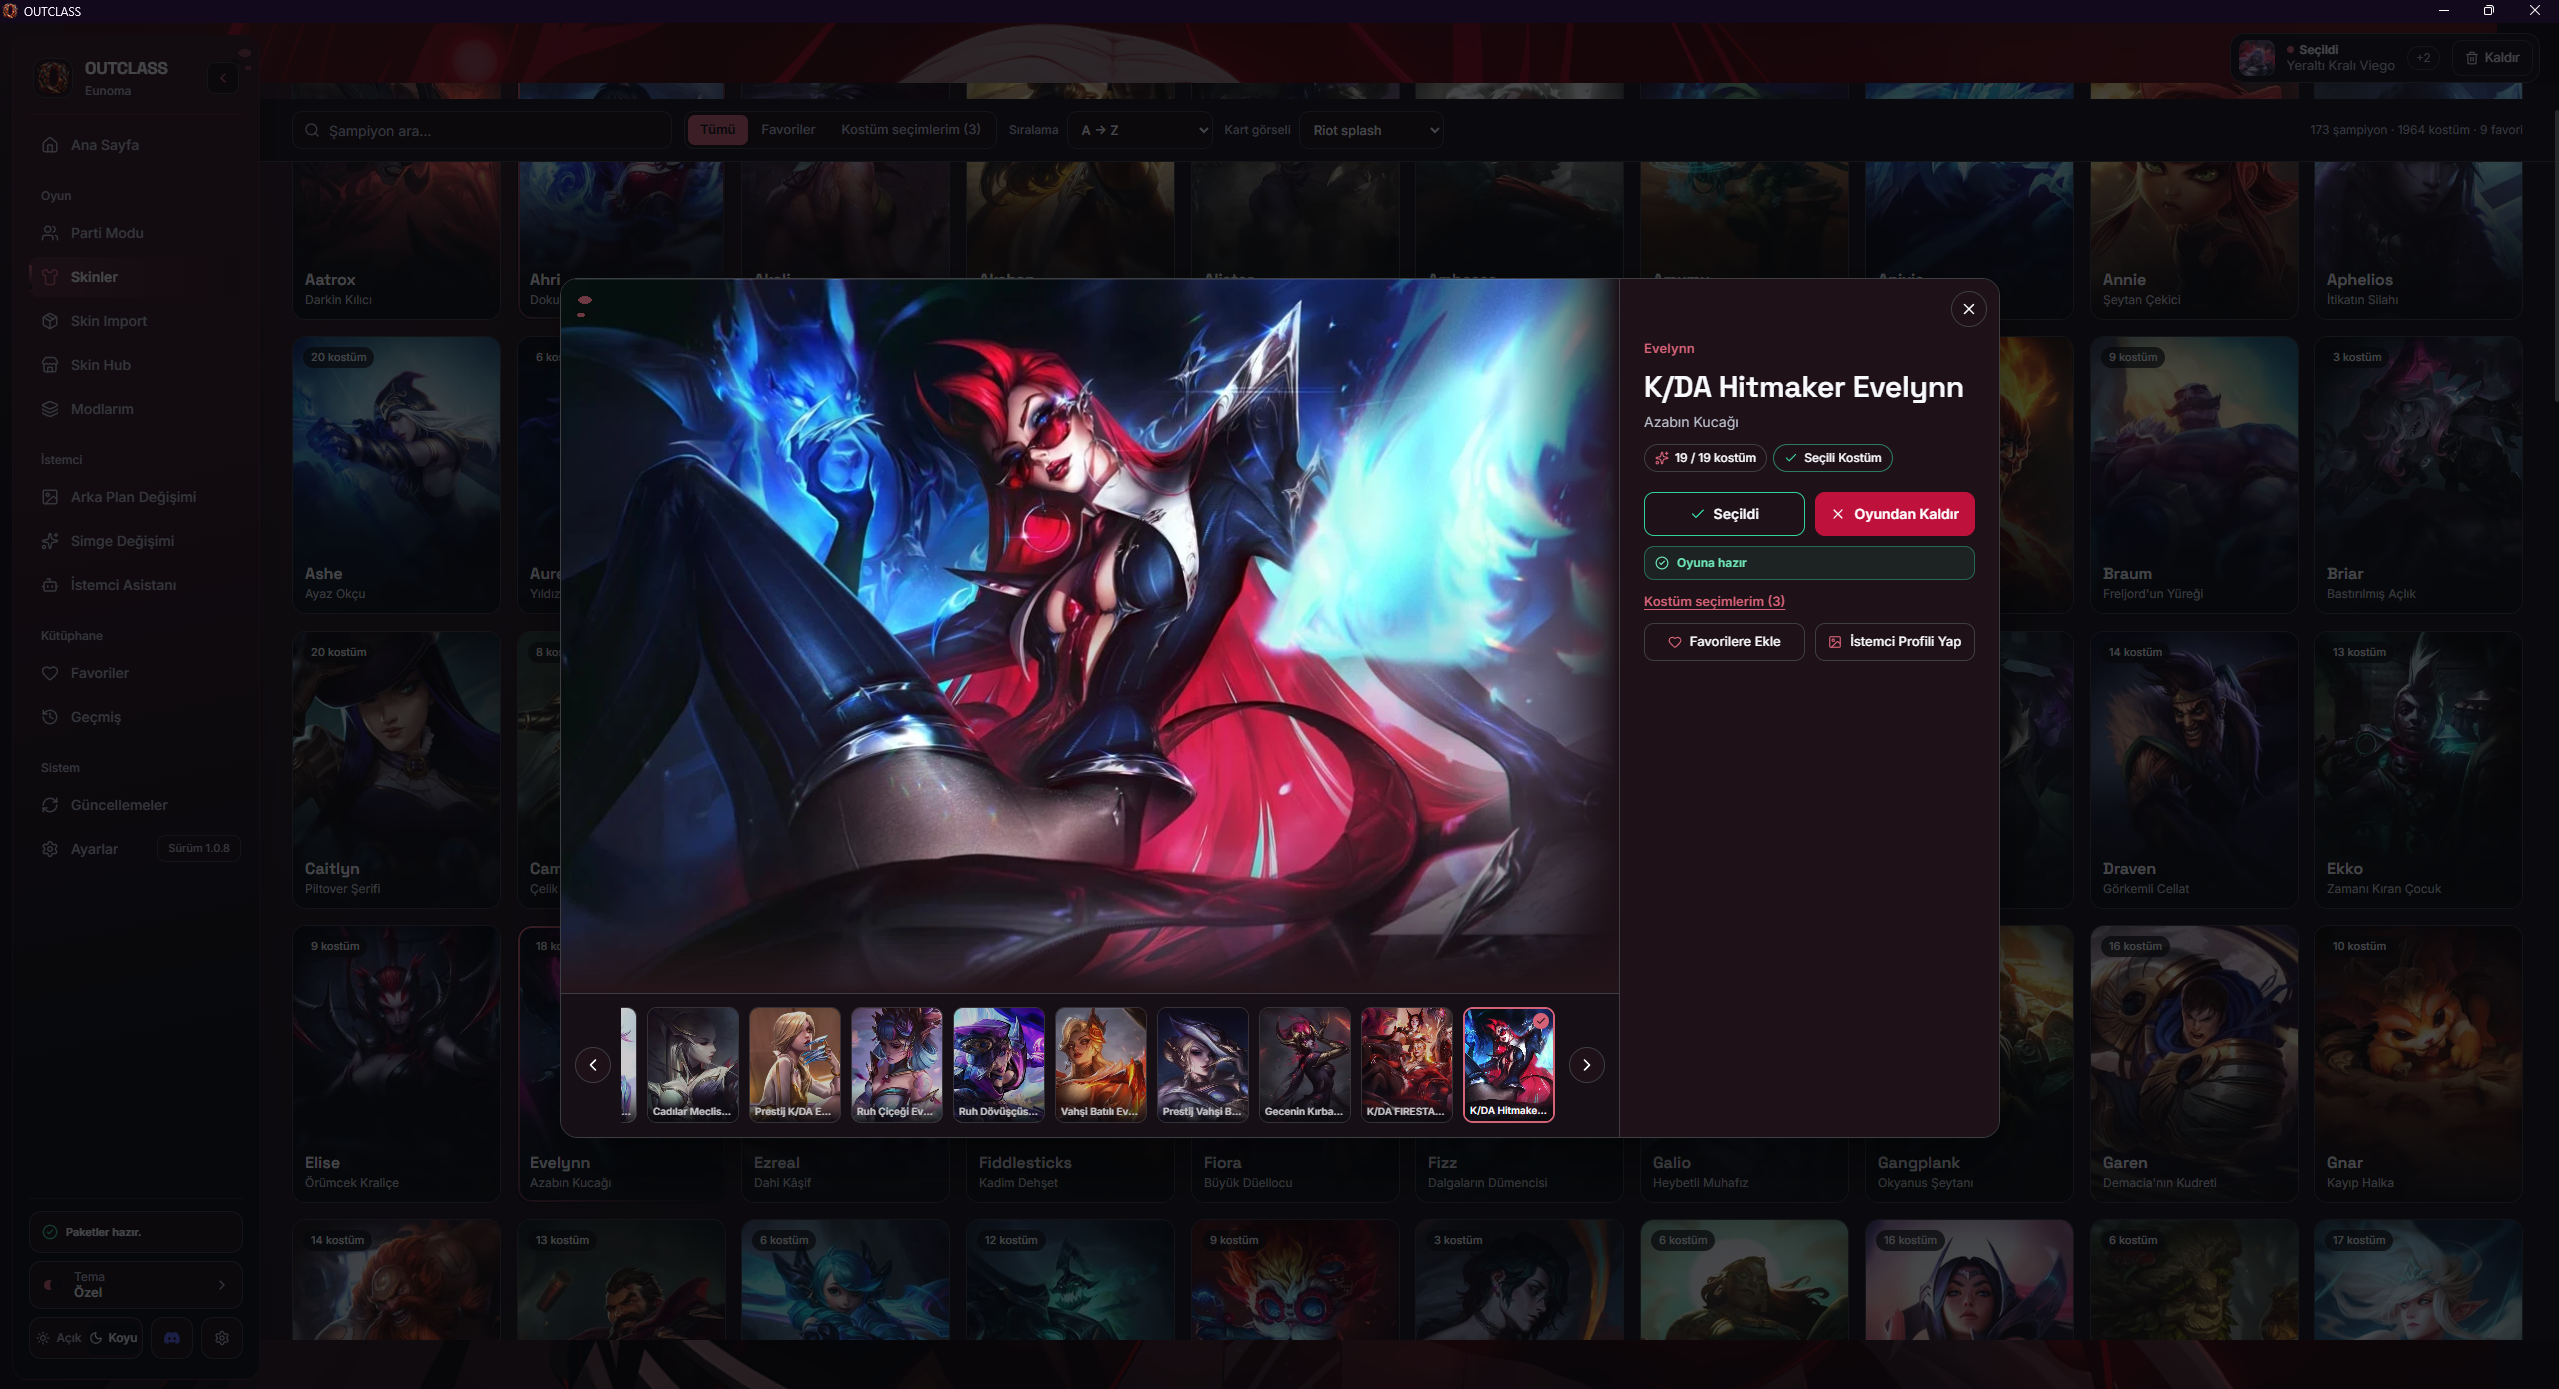 OUTCLASS
OUTCLASS
Eunoma
Ana Sayfa
Oyun
Parti Modu
Skinler
Skin Import
Skin Hub
Modlarım
İstemci
Arka Plan Değişimi
Simge Değişimi
İstemci Asistanı
Kütüphane
Favoriler
Geçmiş
Sistem
Güncellemeler
Ayarlar
Sürüm 1.0.8
Paketler hazır.
Tema
Özel
Açık
Koyu
Seçildi
Yeraltı Kralı Viego
+2
Kaldır
Şampiyon ara...
Tümü
Favoriler
Kostüm seçimlerim (3)
Sıralama
A → Z
Kart görseli
Riot splash
173 şampiyon · 1964 kostüm · 9 favori
Aatrox
Darkin Kılıcı
Ahri
Annie
Şeytan Çekici
Aphelios
İtikatın Silahı
20 kostüm
Ashe
Ayaz Okçu
9 kostüm
Braum
Freljord'un Yüreği
3 kostüm
Briar
Bastırılmış Açlık
20 kostüm
Caitlyn
Piltover Şerifi
14 kostüm
Draven
Görkemli Cellat
13 kostüm
Ekko
Zamanı Kıran Çocuk
Evelynn
K/DA Hitmaker Evelynn
Azabın Kucağı
19 / 19 kostüm
Seçili Kostüm
Seçildi
Oyundan Kaldır
Oyuna hazır
Kostüm seçimlerim (3)
Favorilere Ekle
İstemci Profili Yap
Cadılar Meclis...
Prestij K/DA E...
Ruh Çiçeği Ev...
Ruh Dövüşçüs...
Vahşi Batılı Ev...
Prestij Vahşi B...
Gecenin Kırba...
K/DA FIRESTA...
K/DA Hitmake...
9 kostüm
Elise
Örümcek Kraliçe
Evelynn
Azabın Kucağı
Ezreal
Dahi Kâşif
Fiddlesticks
Kadim Dehşet
Fiora
Büyük Düellocu
Fizz
Dalgaların Dümencisi
Galio
Heybetli Muhafız
Gangplank
Okyanus Şeytanı
16 kostüm
Garen
Demacia'nın Kudreti
10 kostüm
Gnar
Kayıp Halka
14 kostüm
13 kostüm
6 kostüm
12 kostüm
9 kostüm
3 kostüm
6 kostüm
16 kostüm
6 kostüm
17 kostüm